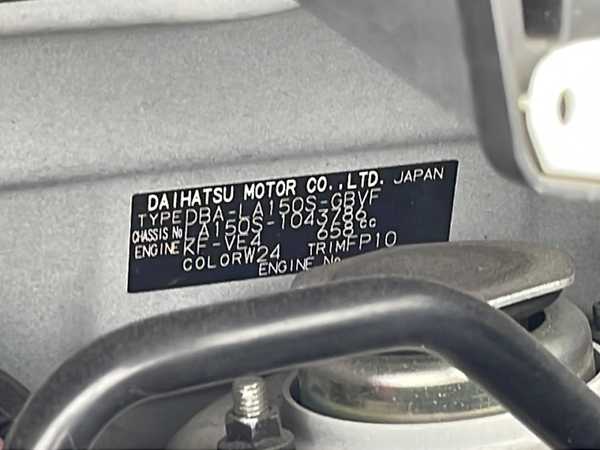 DAIHATSU MOTOR CO.,LTD. JAPAN
TYPE DBA-LA150S-GBVF
CHASSIS No LA150S-1043786
ENGINE KF-VE4 658cc
COLOR W24 TRIM FP10
ENGINE No